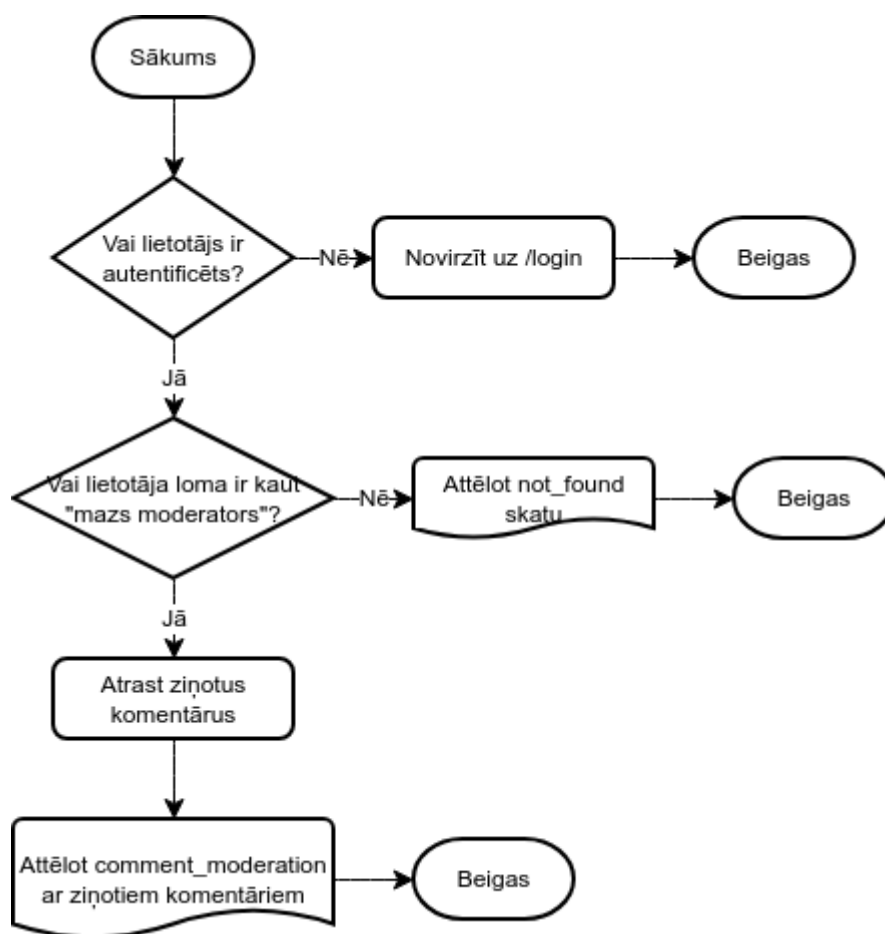 Sākums
Vai lietotājs ir
autentificēts?
Nē
Novirzīt uz /login
Beigas
Jā
Vai lietotāja loma ir kaut
"mazs moderators"?
Nē
Attēlot not_found
skatu
Beigas
Jā
Atrast ziņotus
komentārus
Attēlot comment_moderation
ar ziņotiem komentāriem
Beigas